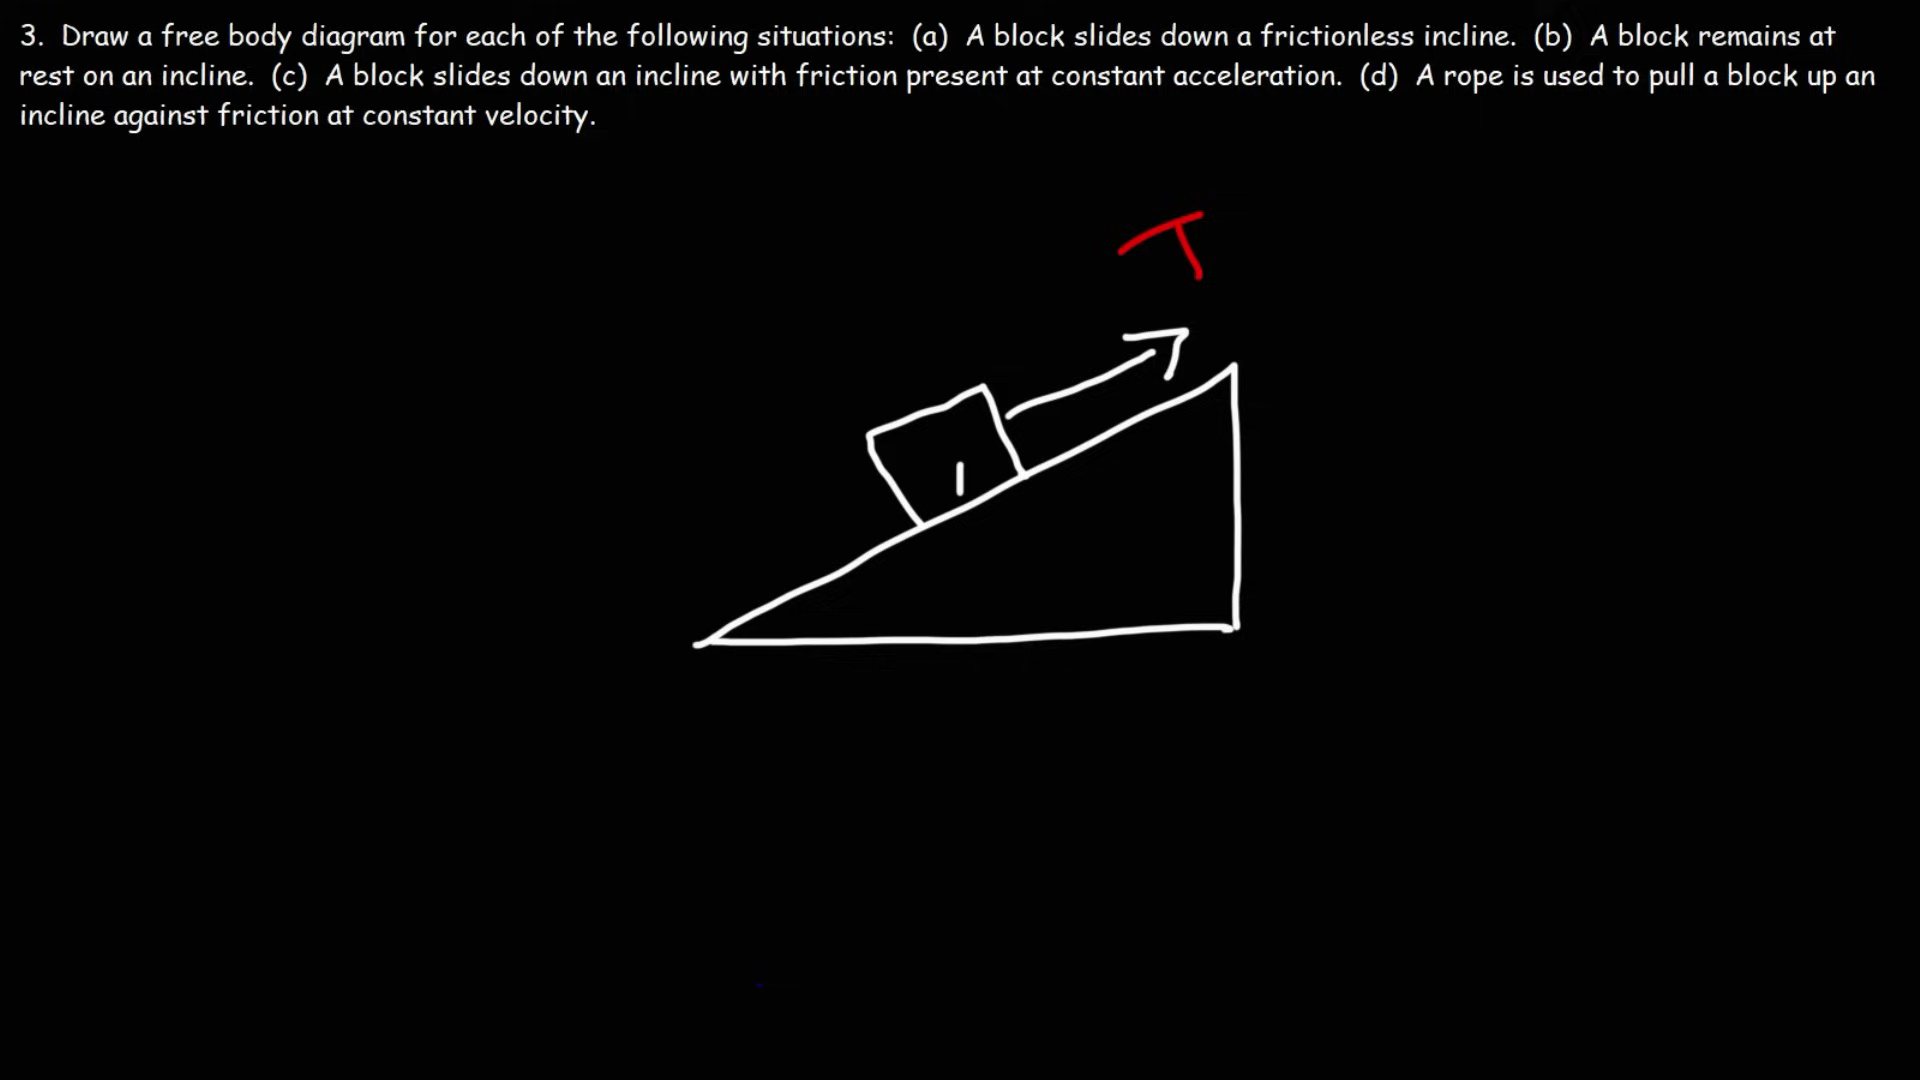 3. Draw a free body diagram for each of the following situations: (a) A block slides down a frictionless incline. (b) A block remains at
rest on an incline. (c) A block slides down an incline with friction present at constant acceleration. (d) A rope is used to pull a block up an
incline against friction at constant velocity.
T